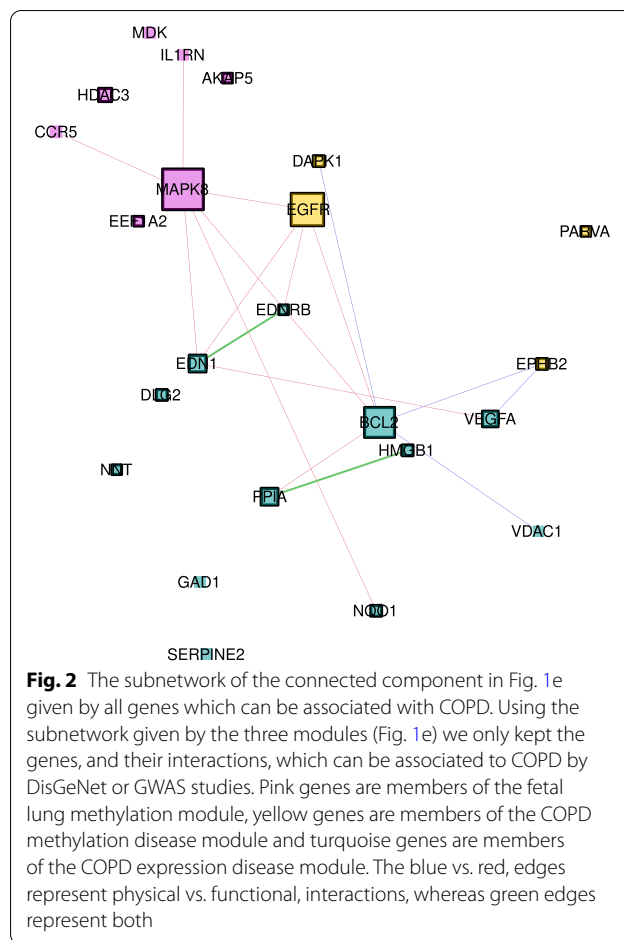 MDK
IL1RN
AKAP5
HDAC3
CCR5
DAPK1
MAPK8
EGFR
EEF1A2
PARVA
EDNRB
EDN1
EPHB2
DLG2
BCL2
VEGFA
HMGB1
NNT
PPIA
VDAC1
GAD1
NQO1
SERPINE2
Fig. 2 The subnetwork of the connected component in Fig. 1e
given by all genes which can be associated with COPD. Using the
subnetwork given by the three modules (Fig. 1e) we only kept the
genes, and their interactions, which can be associated to COPD by
DisGeNet or GWAS studies. Pink genes are members of the fetal
lung methylation module, yellow genes are members of the COPD
methylation disease module and turquoise genes are members
of the COPD expression disease module. The blue vs. red, edges
represent physical vs. functional, interactions, whereas green edges
represent both